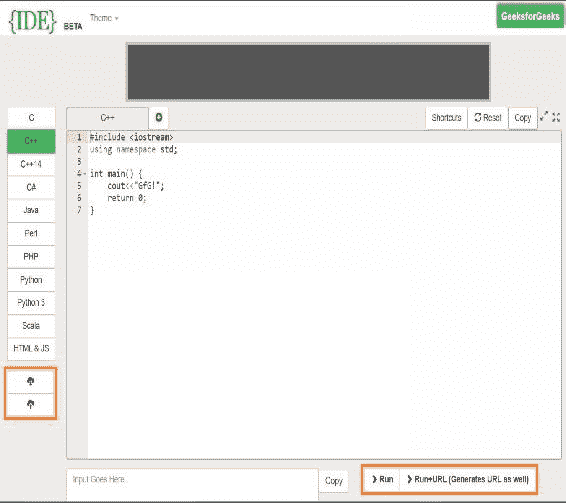 {IDE} BETA
Theme
GeeksforGeeks
C
C++
Shortcuts
Reset
Copy
C++
C++14
C#
Java
Perl
PHP
Python
Python 3
Scala
HTML & JS
1 #include <iostream>
2 using namespace std;
3
4 int main() {
5 cout<<"GfG!";
6 return 0;
7 }
Input Goes Here..
Copy
Run
Run+URL (Generates URL as well)